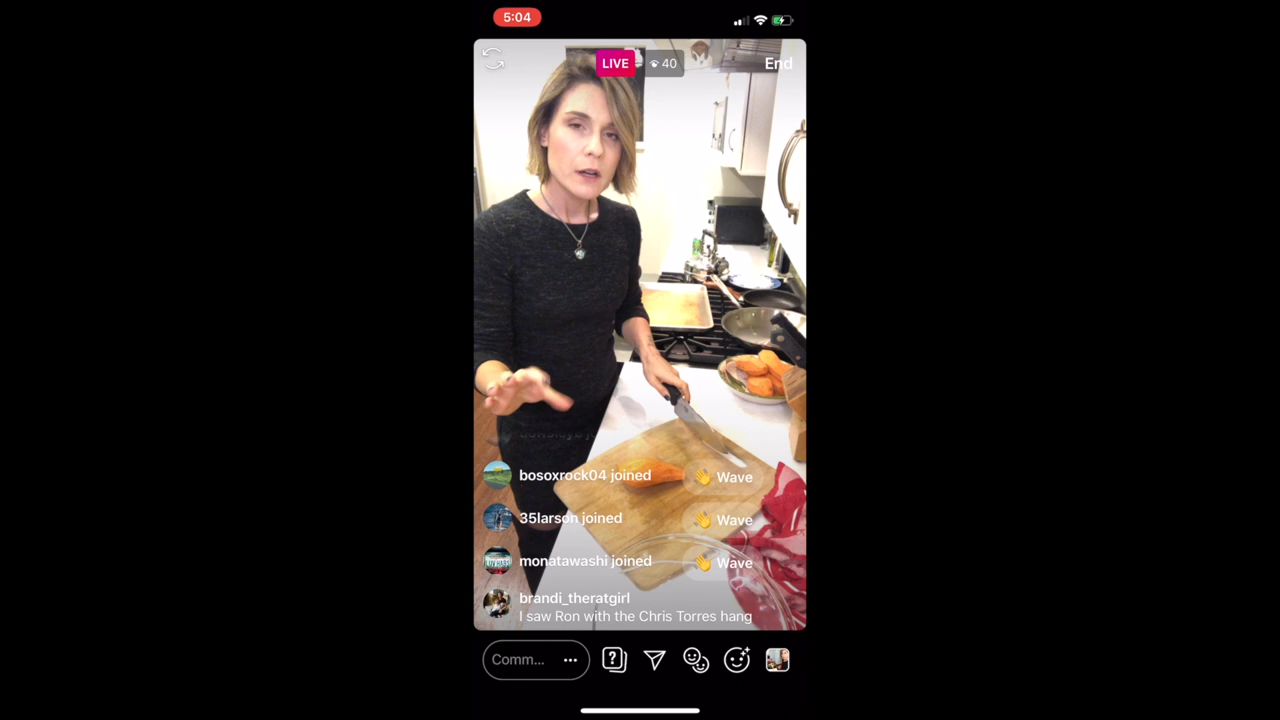 5:04
LIVE 40
End
bosoxrock04 joined
Wave
35larson joined
Wave
monatawashi joined
Wave
brandi_theratgirl
I saw Ron with the Chris Torres hang
Comm...